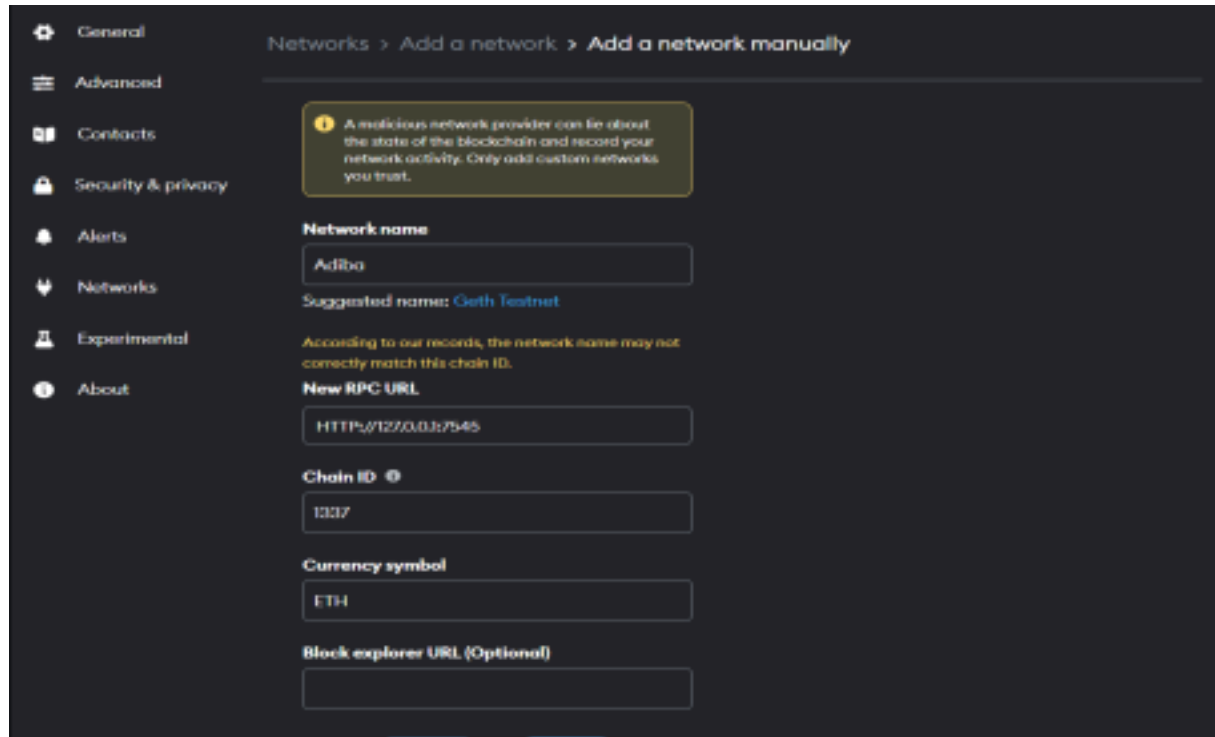 General
Networks > Add a network > Add a network manually
Advanced
Contacts
Security & privacy
Alerts
Networks
Experimental
About
A malicious network provider can lie about
the state of the blockchain and record your
network activity. Only add custom networks
you trust.
Network name
Adiba
Suggested name: Geth Testnet
According to our records, the network name may not
correctly match this chain ID.
New RPC URL
HTTP://127.0.0.1:7545
Chain ID
1337
Currency symbol
ETH
Block explorer URL (Optional)